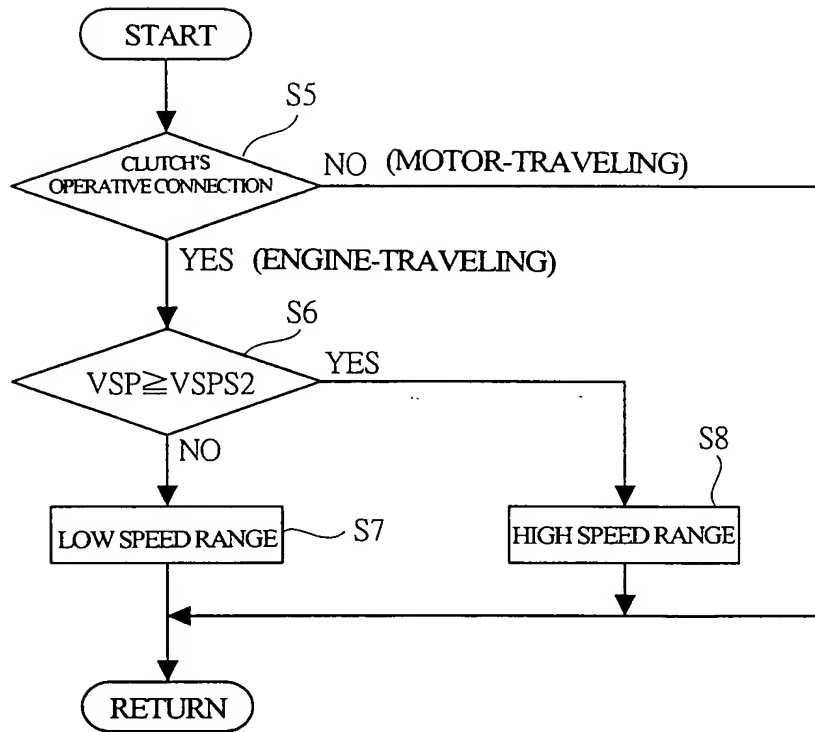 START
S5
CLUTCH'S
OPERATIVE CONNECTION
NO (MOTOR-TRAVELING)
YES (ENGINE-TRAVELING)
S6
VSP≧VSPS2
YES
NO
S8
LOW SPEED RANGE
S7
HIGH SPEED RANGE
RETURN